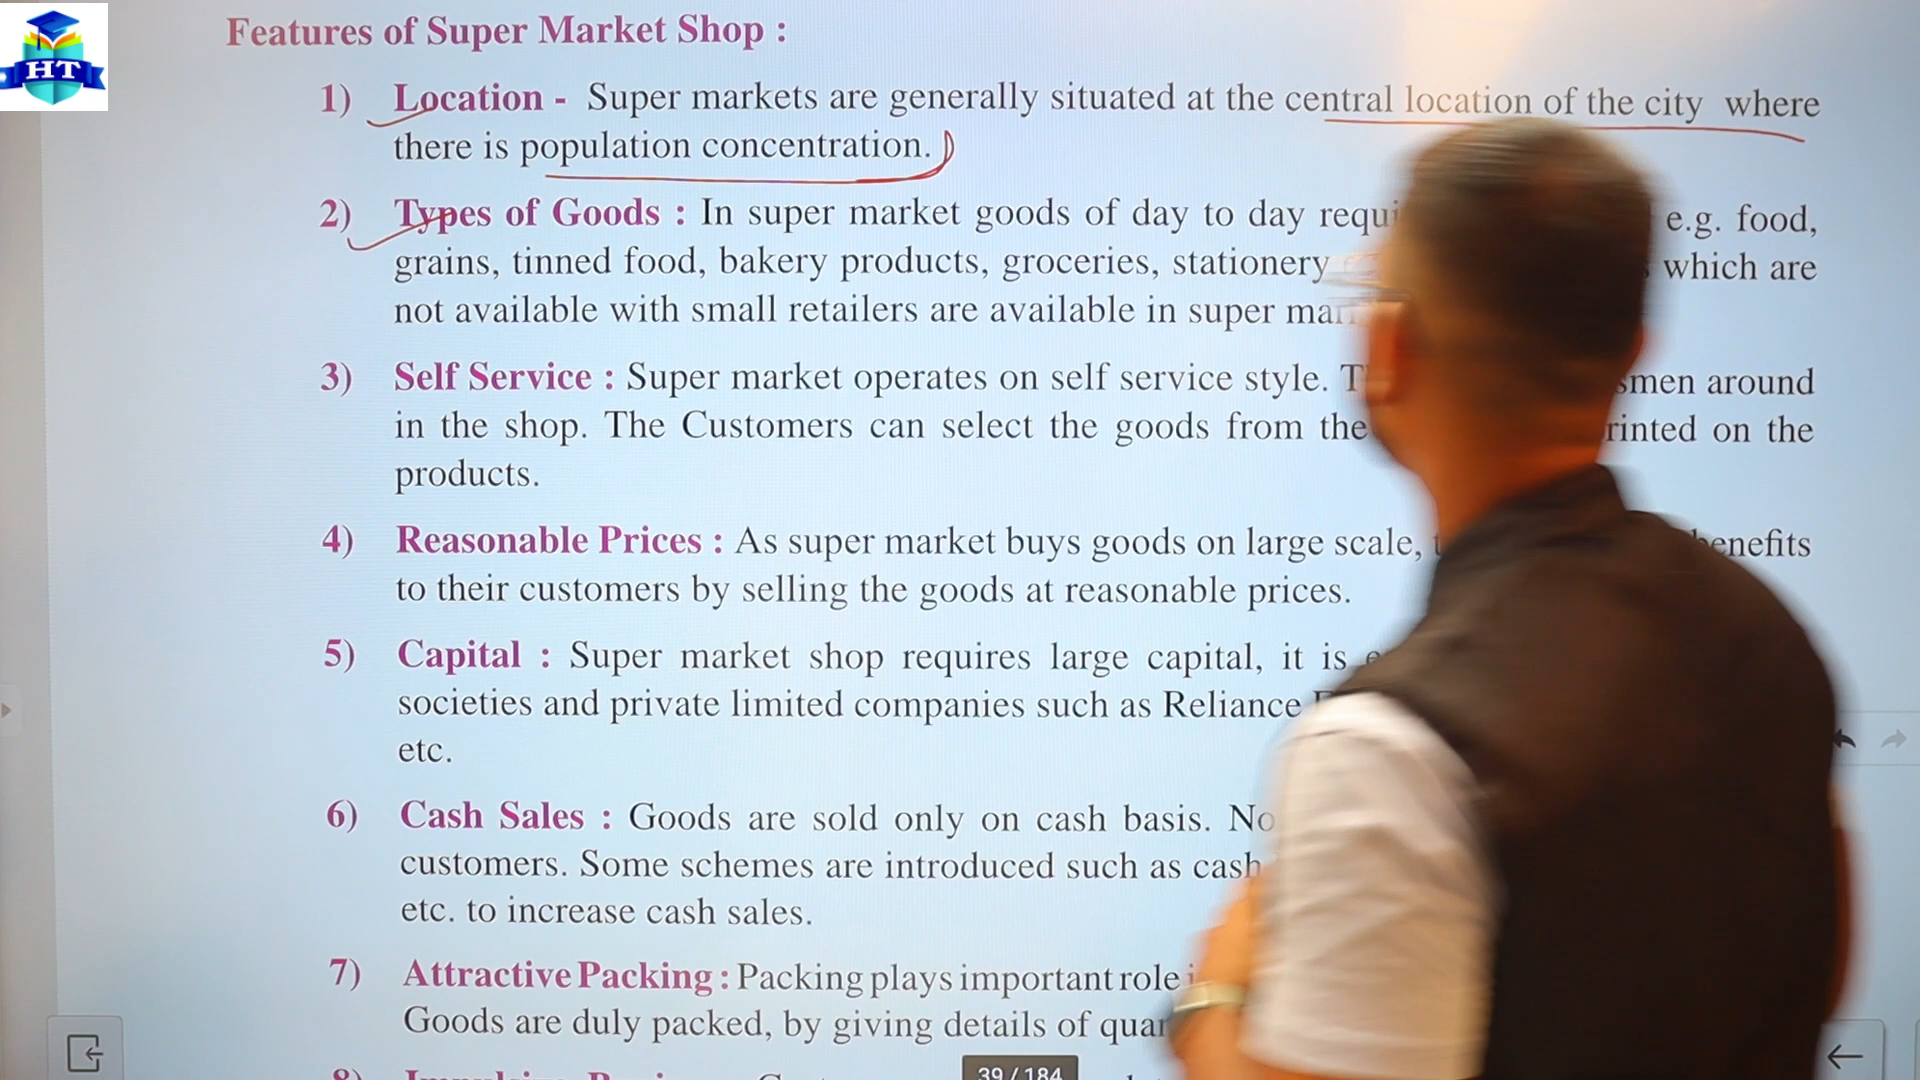 HT
Features of Super Market Shop :
1) Location - Super markets are generally situated at the central location of the city where
there is population concentration.
2) Types of Goods : In super market goods of day to day e.g. food,
grains, tinned food, bakery products, groceries, stationery which are
not available with small retailers are available in super
3) Self Service : Super market operates on self service style. around
in the shop. The Customers can select the goods from the on the
products.
4) Reasonable Prices : As super market buys goods on large scale, benefits
to their customers by selling the goods at reasonable prices.
5) Capital : Super market shop requires large capital, it is
societies and private limited companies such as Reliance
etc.
6) Cash Sales : Goods are sold only on cash basis. No
customers. Some schemes are introduced such as cash
etc. to increase cash sales.
7) Attractive Packing : Packing plays important role
Goods are duly packed, by giving details of
39 / 184